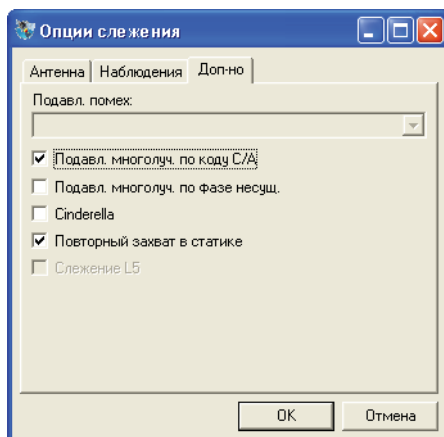 Опции слежения
Антенна Наблюдения Доп-но
Подавл. помех:
Подавл. многолуч. по коду C/A
Подавл. многолуч. по фазе несущ.
Cinderella
Повторный захват в статике
Слежение L5
OK Отмена